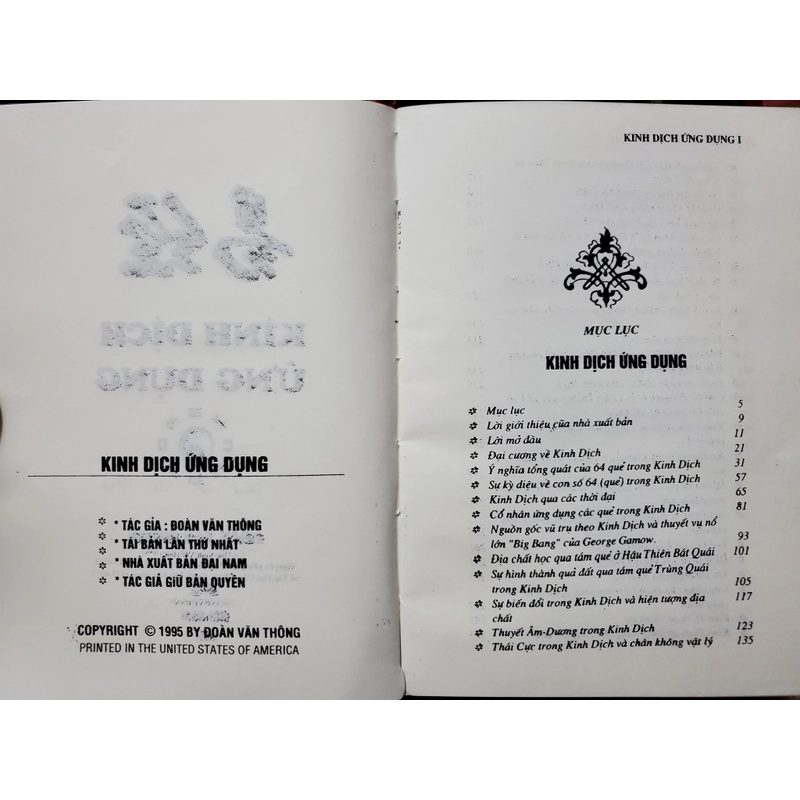 KINH DỊCH ỨNG DỤNG
* TÁC GỈA : ĐOÀN VĂN THÔNG
* TÁI BẢN LẦN THỨ NHẤT
* NHÀ XUẤT BẢN ĐẠI NAM
* TÁC GIẢ GIỮ BẢN QUYỀN
COPYRIGHT © 1995 BY ĐOÀN VĂN THÔNG
PRINTED IN THE UNITED STATES OF AMERICA
KINH DỊCH ỨNG DỤNG I
MỤC LỤC
KINH DỊCH ỨNG DỤNG
Mục lục 5
Lời giới thiệu của nhà xuất bản 9
Lời mở đầu 11
Đại cương về Kinh Dịch 21
Ý nghĩa tổng quát của 64 quẻ trong Kinh Dịch 31
Sự kỳ diệu về con số 64 (quẻ) trong Kinh Dịch 57
Kinh Dịch qua các thời đại 65
Cổ nhân ứng dụng các quẻ trong Kinh Dịch 81
Nguồn gốc vũ trụ theo Kinh Dịch và thuyết vụ nổ
lớn "Big Bang" của George Gamow. 93
Địa chất học qua tám quẻ ở Hậu Thiên Bát Quái 101
Sự hình thành quả đất qua tám quẻ Trùng Quái
trong Kinh Dịch 105
Sự biến đổi trong Kinh Dịch và hiện tượng địa 117
chất
Thuyết Âm-Dương trong Kinh Dịch 123
Thái Cực trong Kinh Dịch và chân không vật lý 135